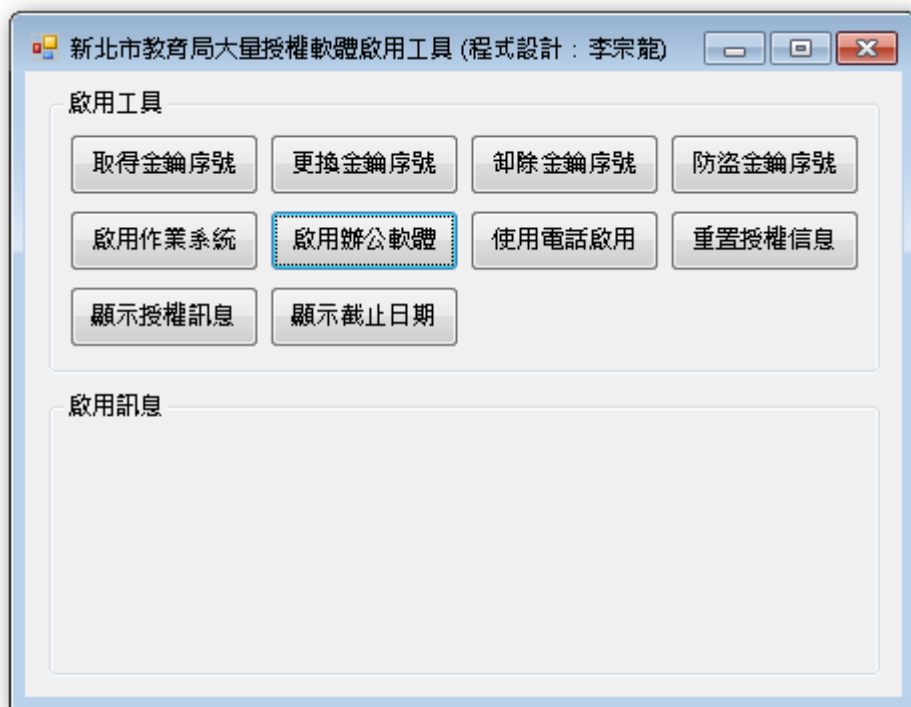 新北市教育局大量授權軟體啟用工具 (程式設計：李宗龍)
啟用工具
取得金鑰序號 更換金鑰序號 卸除金鑰序號 防盜金鑰序號
啟用作業系統 啟用辦公軟體 使用電話啟用 重置授權信息
顯示授權訊息 顯示截止日期
啟用訊息